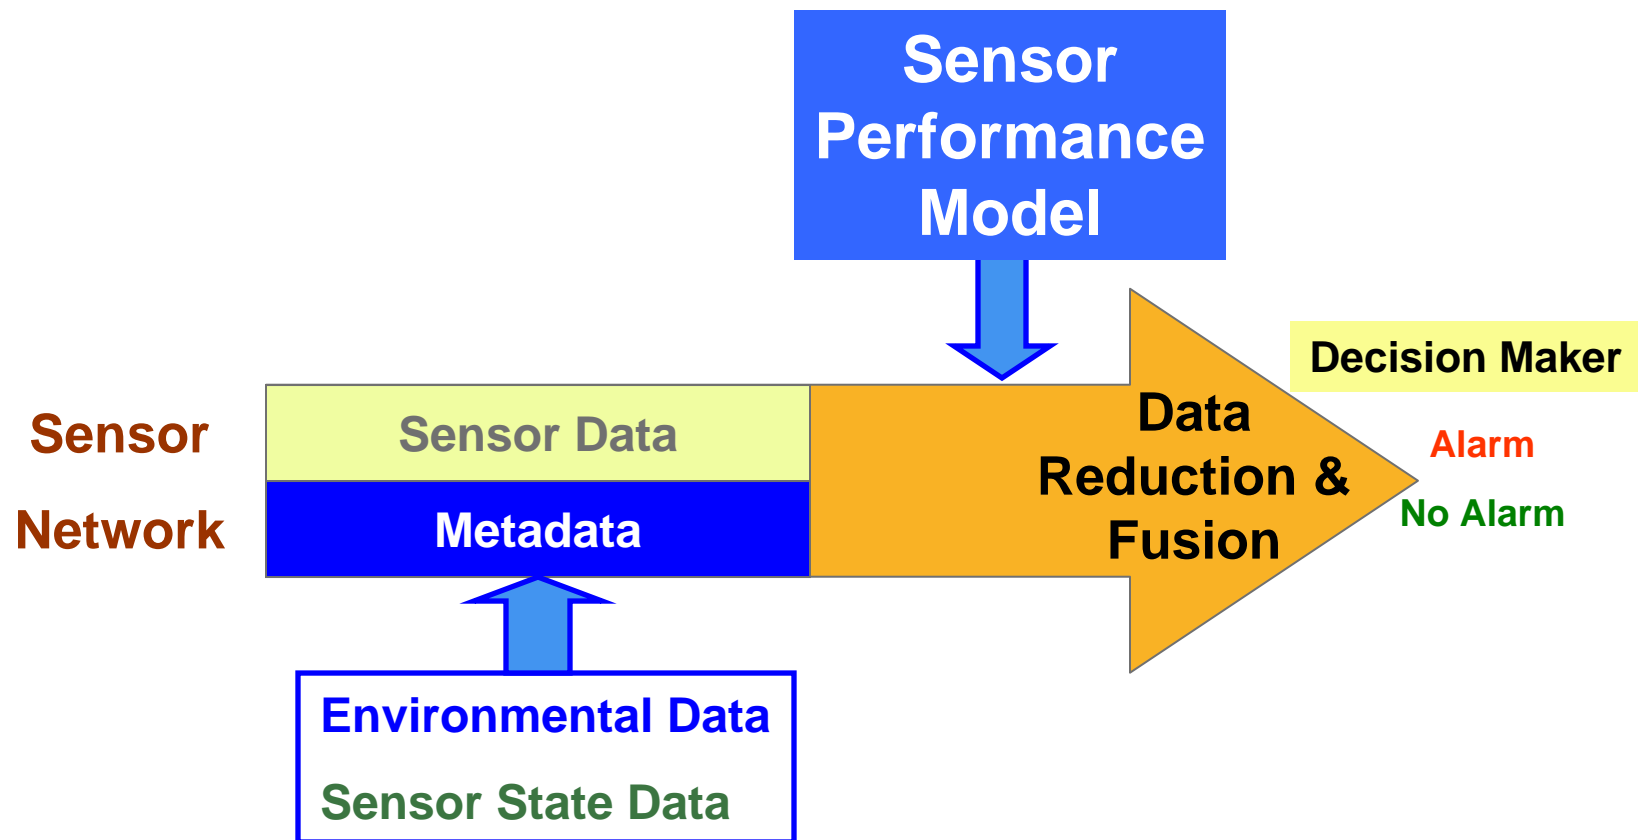 Sensor
Performance
Model
Decision Maker
Sensor
Network
Sensor Data
Metadata
Data
Reduction &
Fusion
Alarm
No Alarm
Environmental Data
Sensor State Data